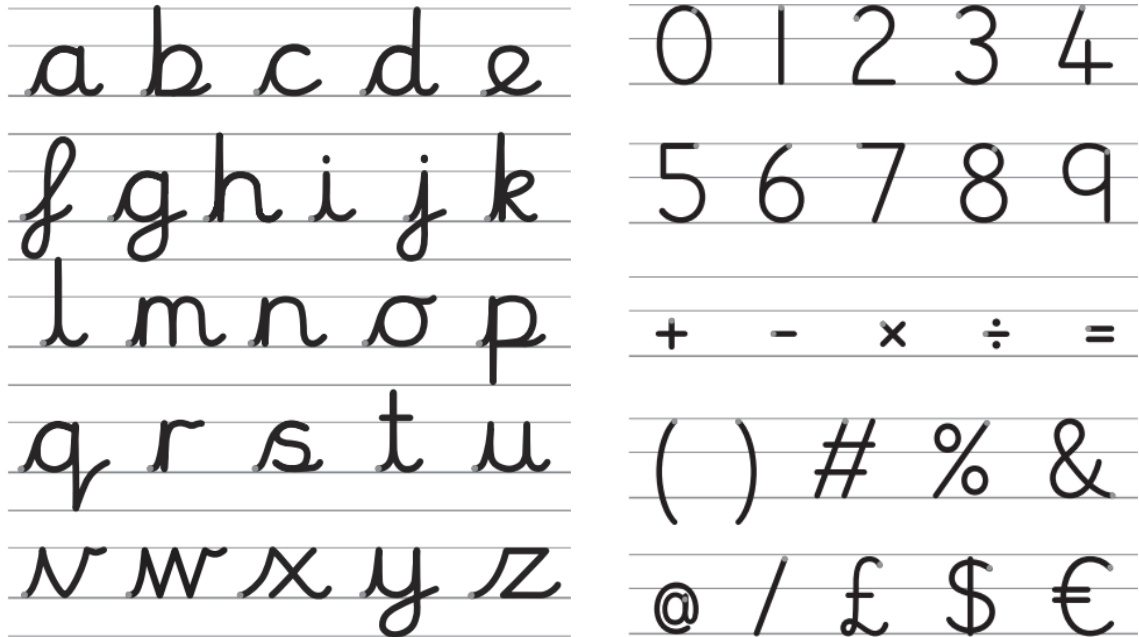 a b c d e
f g h i j k
l m n o p
q r s t u
v w x y z
0 1 2 3 4
5 6 7 8 9
+ - × ÷ =
( ) # % &
@ / £ $ €